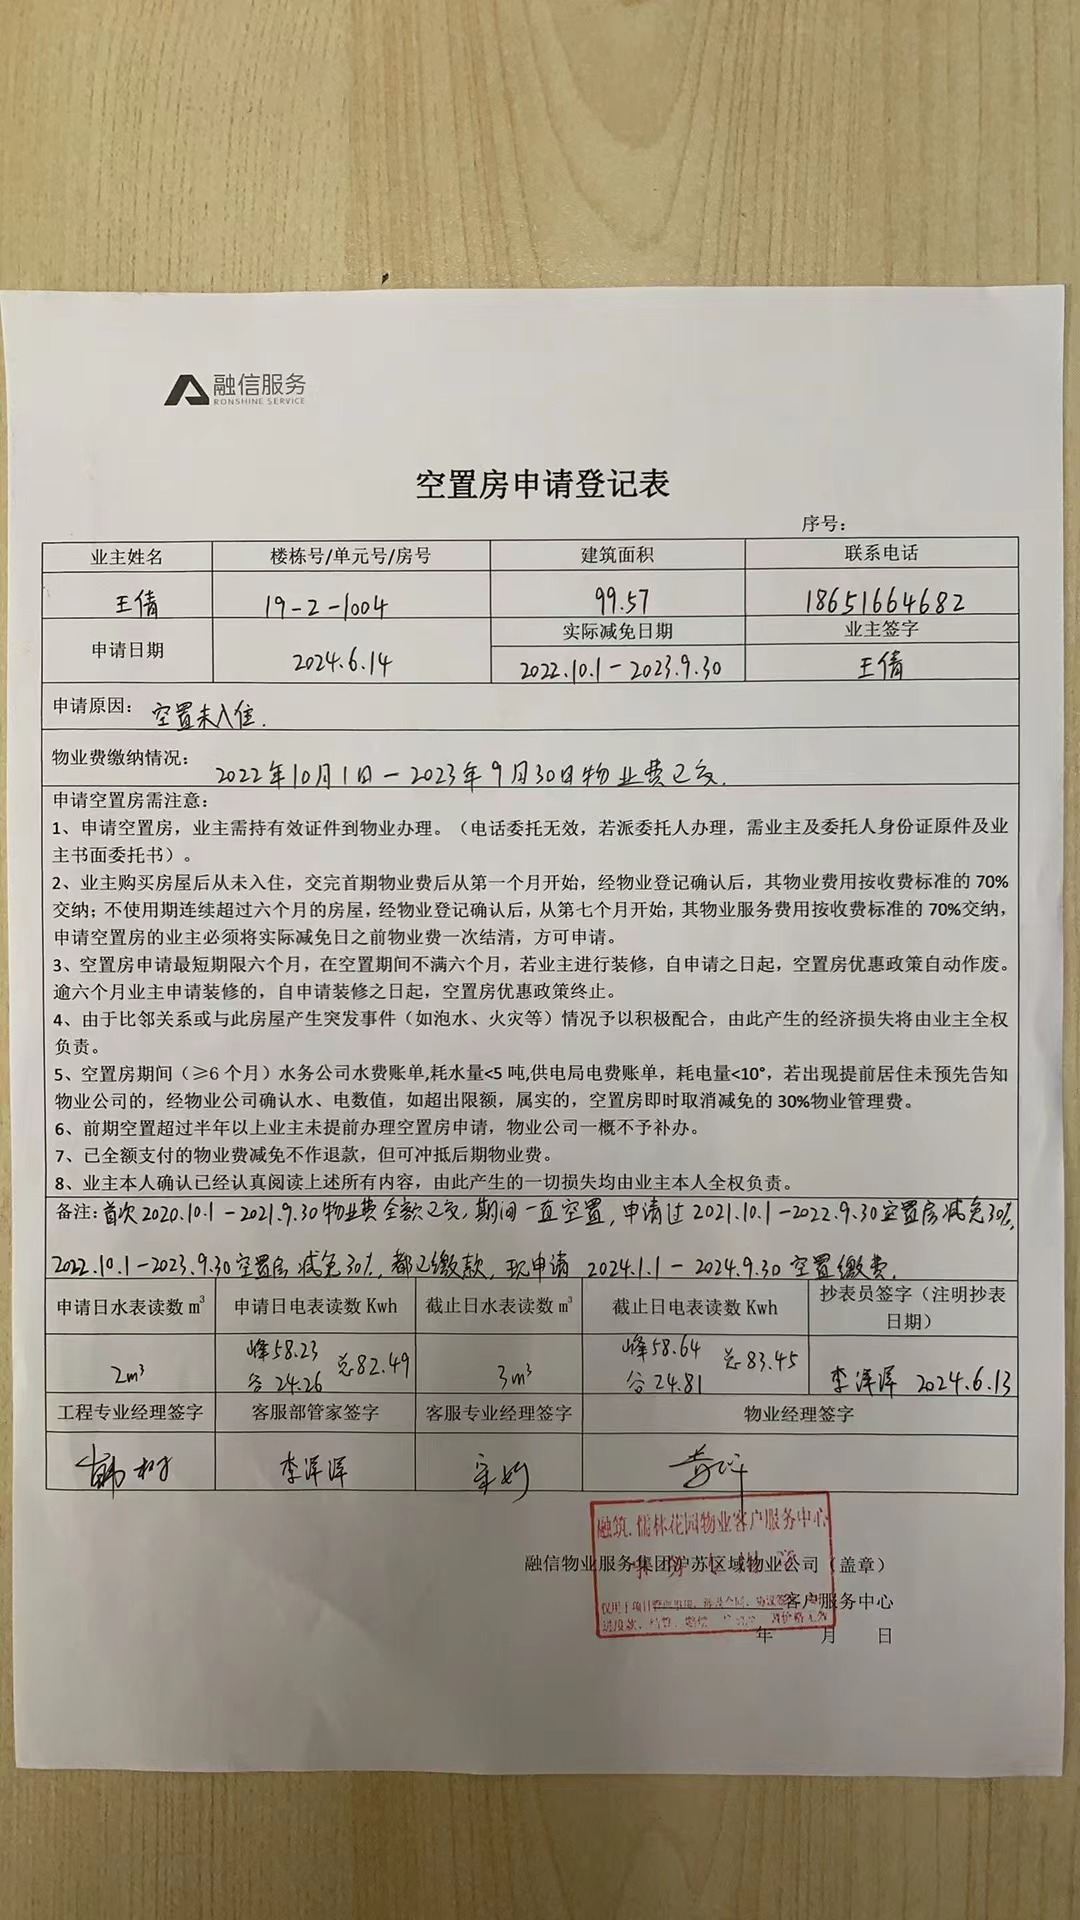 融信服务
RONSHINE SERVICE
空置房申请登记表
序号：
业主姓名 楼栋号/单元号/房号 建筑面积 联系电话
王倩 19-2-1004 99.57 18651664682
申请日期 2024.6.14 实际减免日期 业主签字
2022.10.1-2023.9.30 王倩
申请原因： 空置未入住.
物业费缴纳情况： 2022年10月1日-2023年9月30日物业费已交.
申请空置房需注意：
1、申请空置房，业主需持有效证件到物业办理。（电话委托无效，若派委托人办理，需业主及委托人身份证原件及业
主书面委托书）。
2、业主购买房屋后从未入住，交完首期物业费后从第一个月开始，经物业登记确认后，其物业费用按收费标准的 70%
交纳；不使用期连续超过六个月的房屋，经物业登记确认后，从第七个月开始，其物业服务费用按收费标准的 70%交纳，
申请空置房的业主必须将实际减免日之前物业费一次结清，方可申请。
3、空置房申请最短期限六个月，在空置期间不满六个月，若业主进行装修，自申请之日起，空置房优惠政策自动作废。
逾六个月业主申请装修的，自申请装修之日起，空置房优惠政策终止。
4、由于比邻关系或与此房屋产生突发事件（如泡水、火灾等）情况予以积极配合，由此产生的经济损失将由业主全权
负责。
5、空置房期间（≥6 个月）水务公司水费账单,耗水量<5 吨,供电局电费账单，耗电量<10°，若出现提前居住未预先告知
物业公司的，经物业公司确认水、电数值，如超出限额，属实的，空置房即时取消减免的 30%物业管理费。
6、前期空置超过半年以上业主未提前办理空置房申请，物业公司一概不予补办。
7、已全额支付的物业费减免不作退款，但可冲抵后期物业费。
8、业主本人确认已经认真阅读上述所有内容，由此产生的一切损失均由业主本人全权负责。
备注：首次2020.10.1-2021.9.30物业费全额已交,期间一直空置,申请过2021.10.1-2022.9.30空置房减免30%,
2022.10.1-2023.9.30空置房减免30%,都已缴款,现申请 2024.1.1-2024.9.30 空置缴费.
申请日水表读数 m³ 申请日电表读数 Kwh 截止日水表读数 m³ 截止日电表读数 Kwh 抄表员签字（注明抄表
日期）
峰58.23 总82.49 峰58.64 总83.45
2m³ 谷24.26 3m³ 谷24.81 李洋洋 2024.6.13
工程专业经理签字 客服部管家签字 客服专业经理签字 物业经理签字
李洋洋
融筑.儒林花园物业客户服务中心
融信物业服务集团沪苏区域物业公司（盖章）
客户服务中心
年 月 日